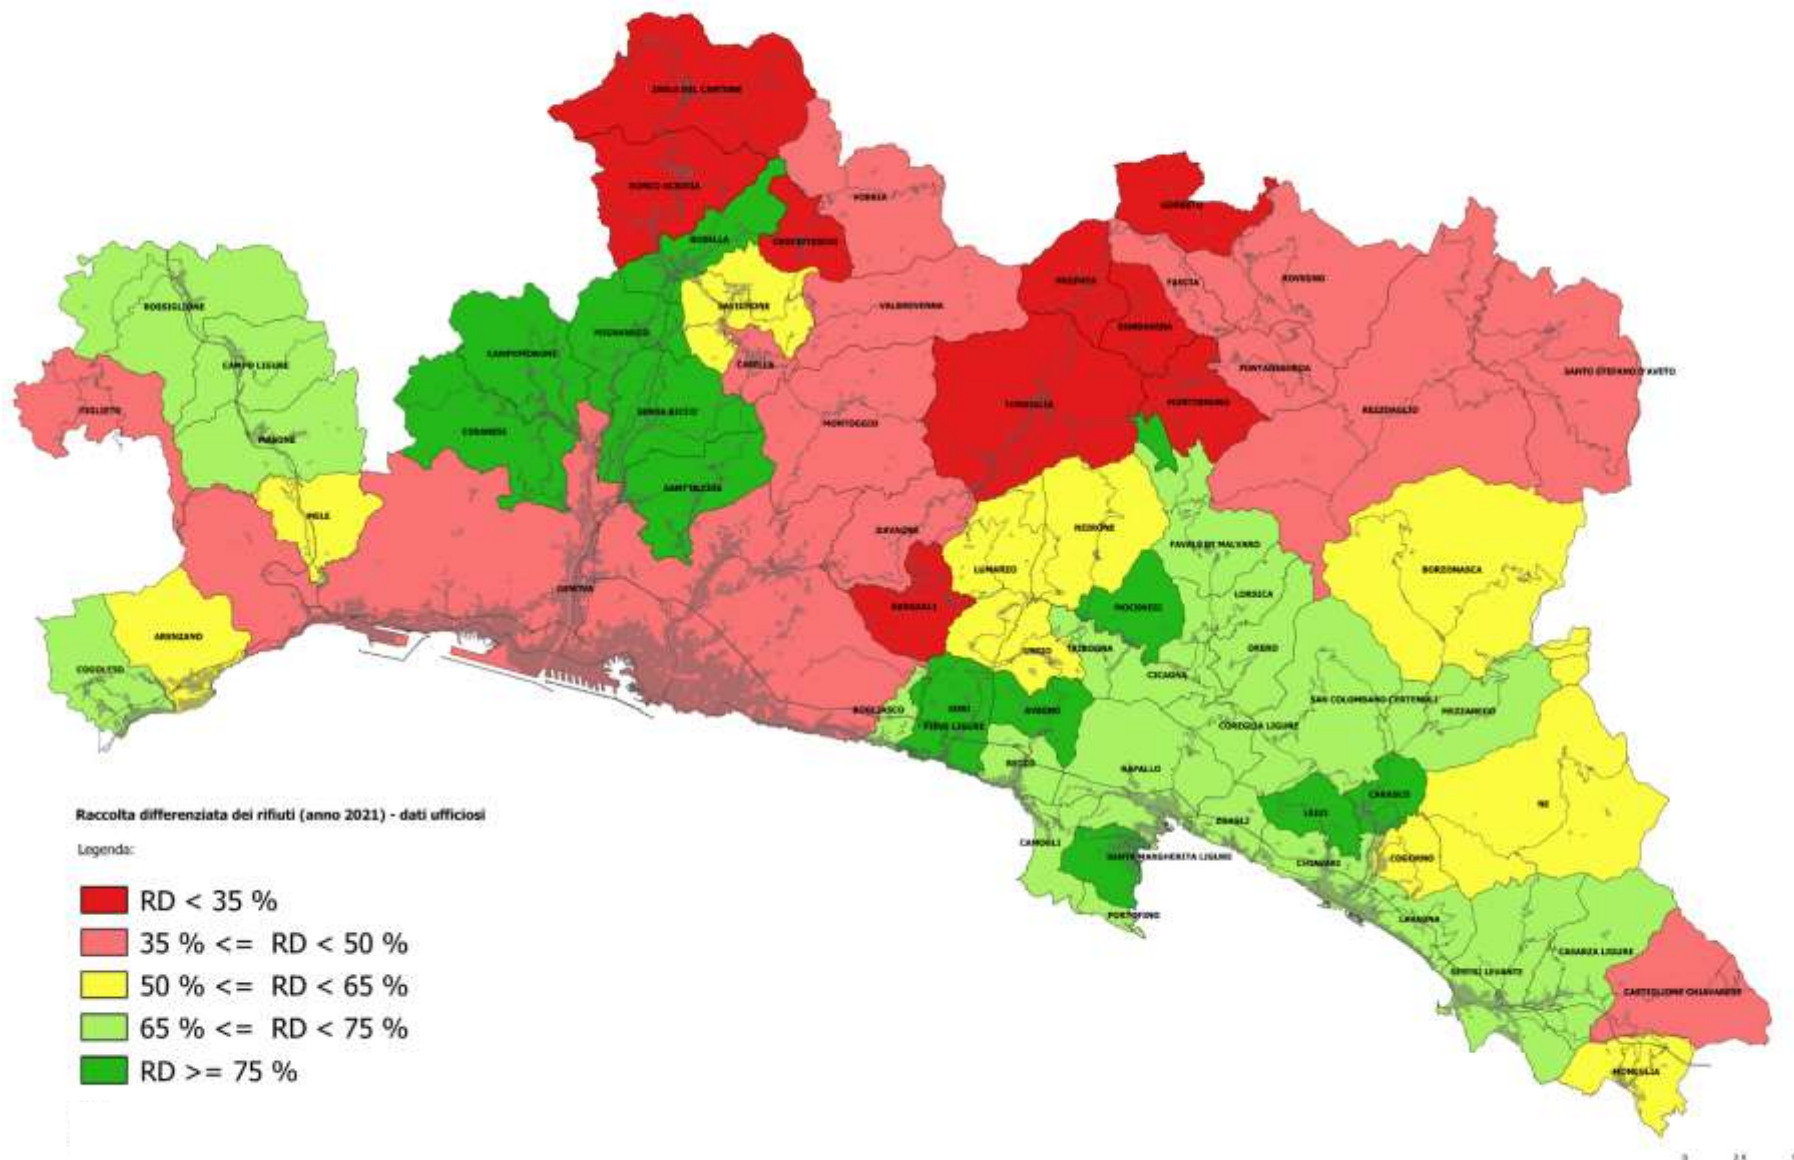 ISOLA DEL CANTONE
RONCO SCRIVIA
VOBBIA
GORRETO
BUSALLA
CROCEFIESCHI
ROSSIGLIONE
SAVIGNONE
VALBREVENNA
PROPATA
FASCIA
ROVEGNO
MIGNANEGO
RONDANINA
CAMPOMORONE
CAMPO LIGURE
CASELLA
FONTANIGORDA
SANTO STEFANO D'AVETO
TIGLIETO
SERRA RICCO'
TORRIGLIA
MONTEBRUNO
REZZOAGLIO
CERANESI
MONTOGGIO
MASONE
SANT'OLCESE
MELE
DAVAGNA
NEIRONE
FAVALE DI MALVARO
LUMARZO
BORZONASCA
GENOVA
BARGAGLI
MOCONESI
LORSICA
ARENZANO
COGOLETO
USCIO
TRIBOGNA
ORERO
CICAGNA
BOGLIASCO
SORI
AVEGNO
SAN COLOMBANO CERTENOLI
MEZZANEGO
PIEVE LIGURE
COREGLIA LIGURE
RECCO
RAPALLO
CARASCO
NE
LEIVI
ZOAGLI
CAMOGLI
SANTA MARGHERITA LIGURE
CHIAVARI
COGORNO
PORTOFINO
LAVAGNA
CASARZA LIGURE
SESTRI LEVANTE
CASTIGLIONE CHIAVARESE
MONEGLIA
Raccolta differenziata dei rifiuti (anno 2021) - dati ufficiosi
Legenda:
RD < 35 %
35 % <= RD < 50 %
50 % <= RD < 65 %
65 % <= RD < 75 %
RD >= 75 %